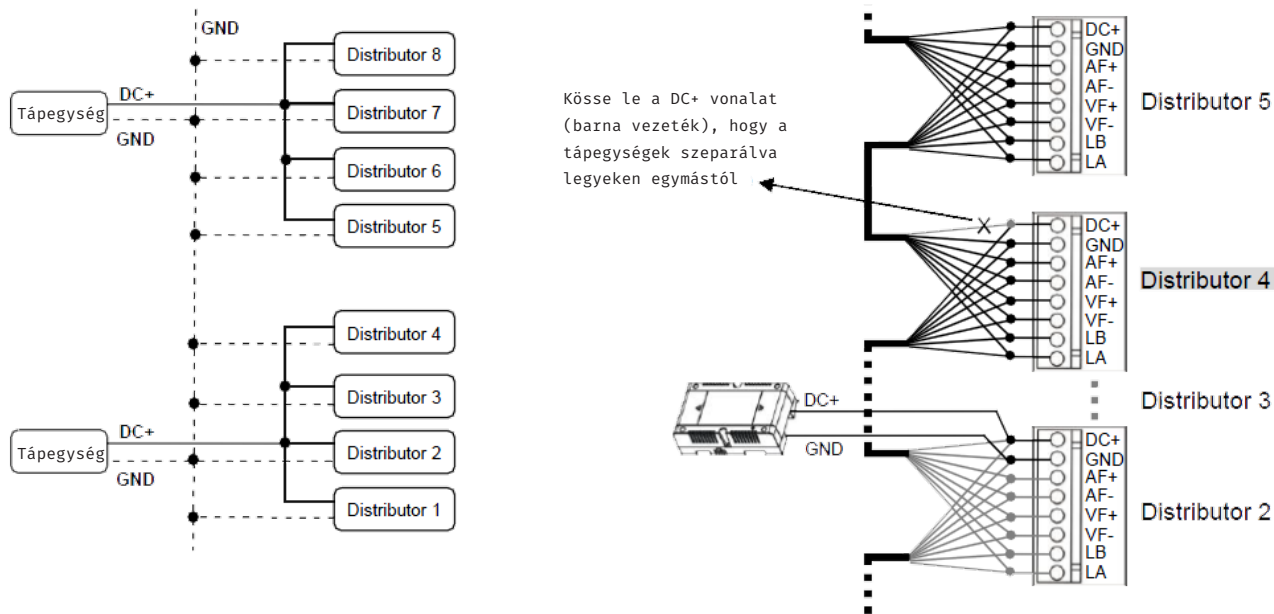 GND
Distributor 8
DC+
Tápegység
Distributor 7
GND
Distributor 6
Distributor 5
Distributor 4
Distributor 3
DC+
Tápegység
Distributor 2
GND
Distributor 1
Kösse le a DC+ vonalat
(barna vezeték), hogy a
tápegységek szeparálva
legyeken egymástól
DC+
GND
AF+
AF-
VF+
VF-
LB
LA
Distributor 5
X
DC+
GND
AF+
AF-
VF+
VF-
LB
LA
Distributor 4
Distributor 3
DC+
GND
DC+
GND
AF+
AF-
VF+
VF-
LB
LA
Distributor 2